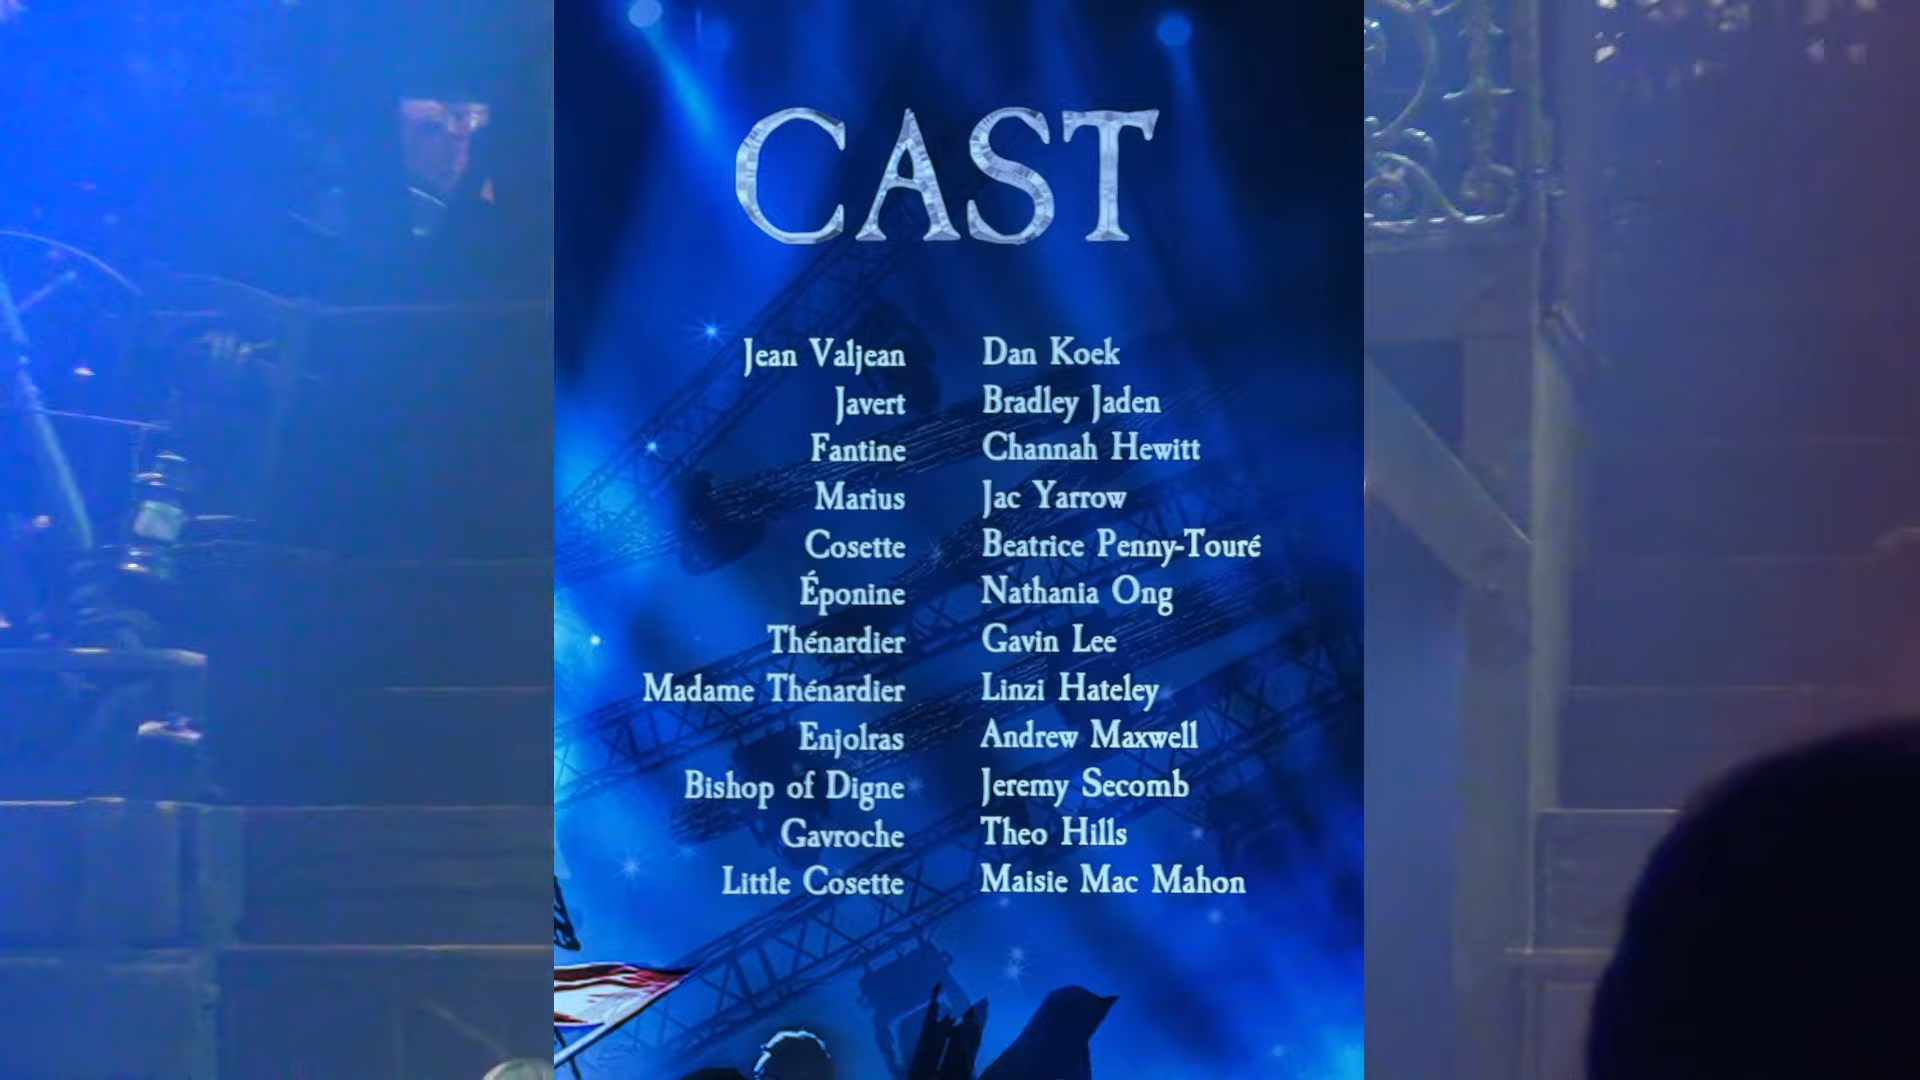 CAST
Jean Valjean Dan Koek
Javert Bradley Jaden
Fantine Channah Hewitt
Marius Jac Yarrow
Cosette Beatrice Penny-Touré
Éponine Nathania Ong
Thénardier Gavin Lee
Madame Thénardier Linzi Hateley
Enjolras Andrew Maxwell
Bishop of Digne Jeremy Secomb
Gavroche Theo Hills
Little Cosette Maisie Mac Mahon